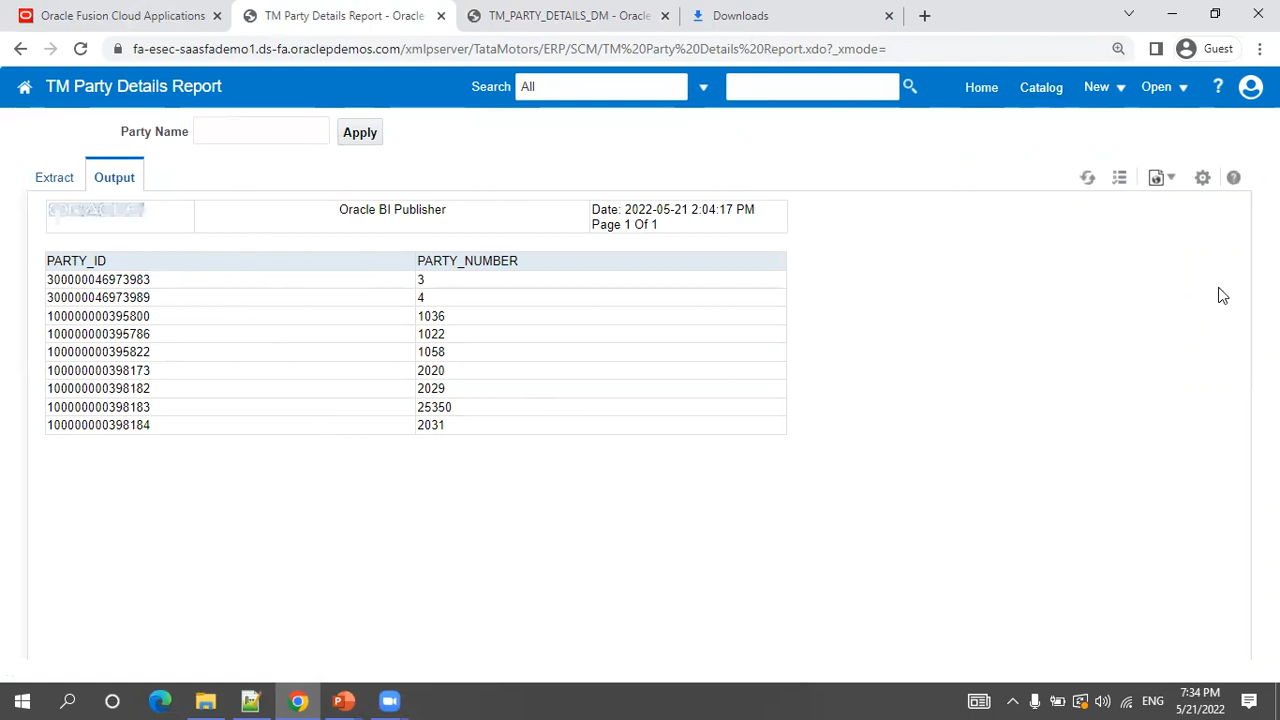 Oracle Fusion Cloud Applications
TM Party Details Report - Oracle
TM_PARTY_DETAILS_DM - Oracle
Downloads
fa-esec-saasfademo1.ds-fa.oraclepdemos.com/xmlpserver/TataMotors/ERP/SCM/TM%20Party%20Details%20Report.xdo?_xmode=
Guest
TM Party Details Report
Search All
Home Catalog New Open ?
Party Name
Apply
Extract Output
Oracle BI Publisher
Date: 2022-05-21 2:04:17 PM
Page 1 Of 1
PARTY_ID PARTY_NUMBER
300000046973983 3
300000046973989 4
100000000395800 1036
100000000395786 1022
100000000395822 1058
100000000398173 2020
100000000398182 2029
100000000398183 25350
100000000398184 2031
ENG
7:34 PM
5/21/2022